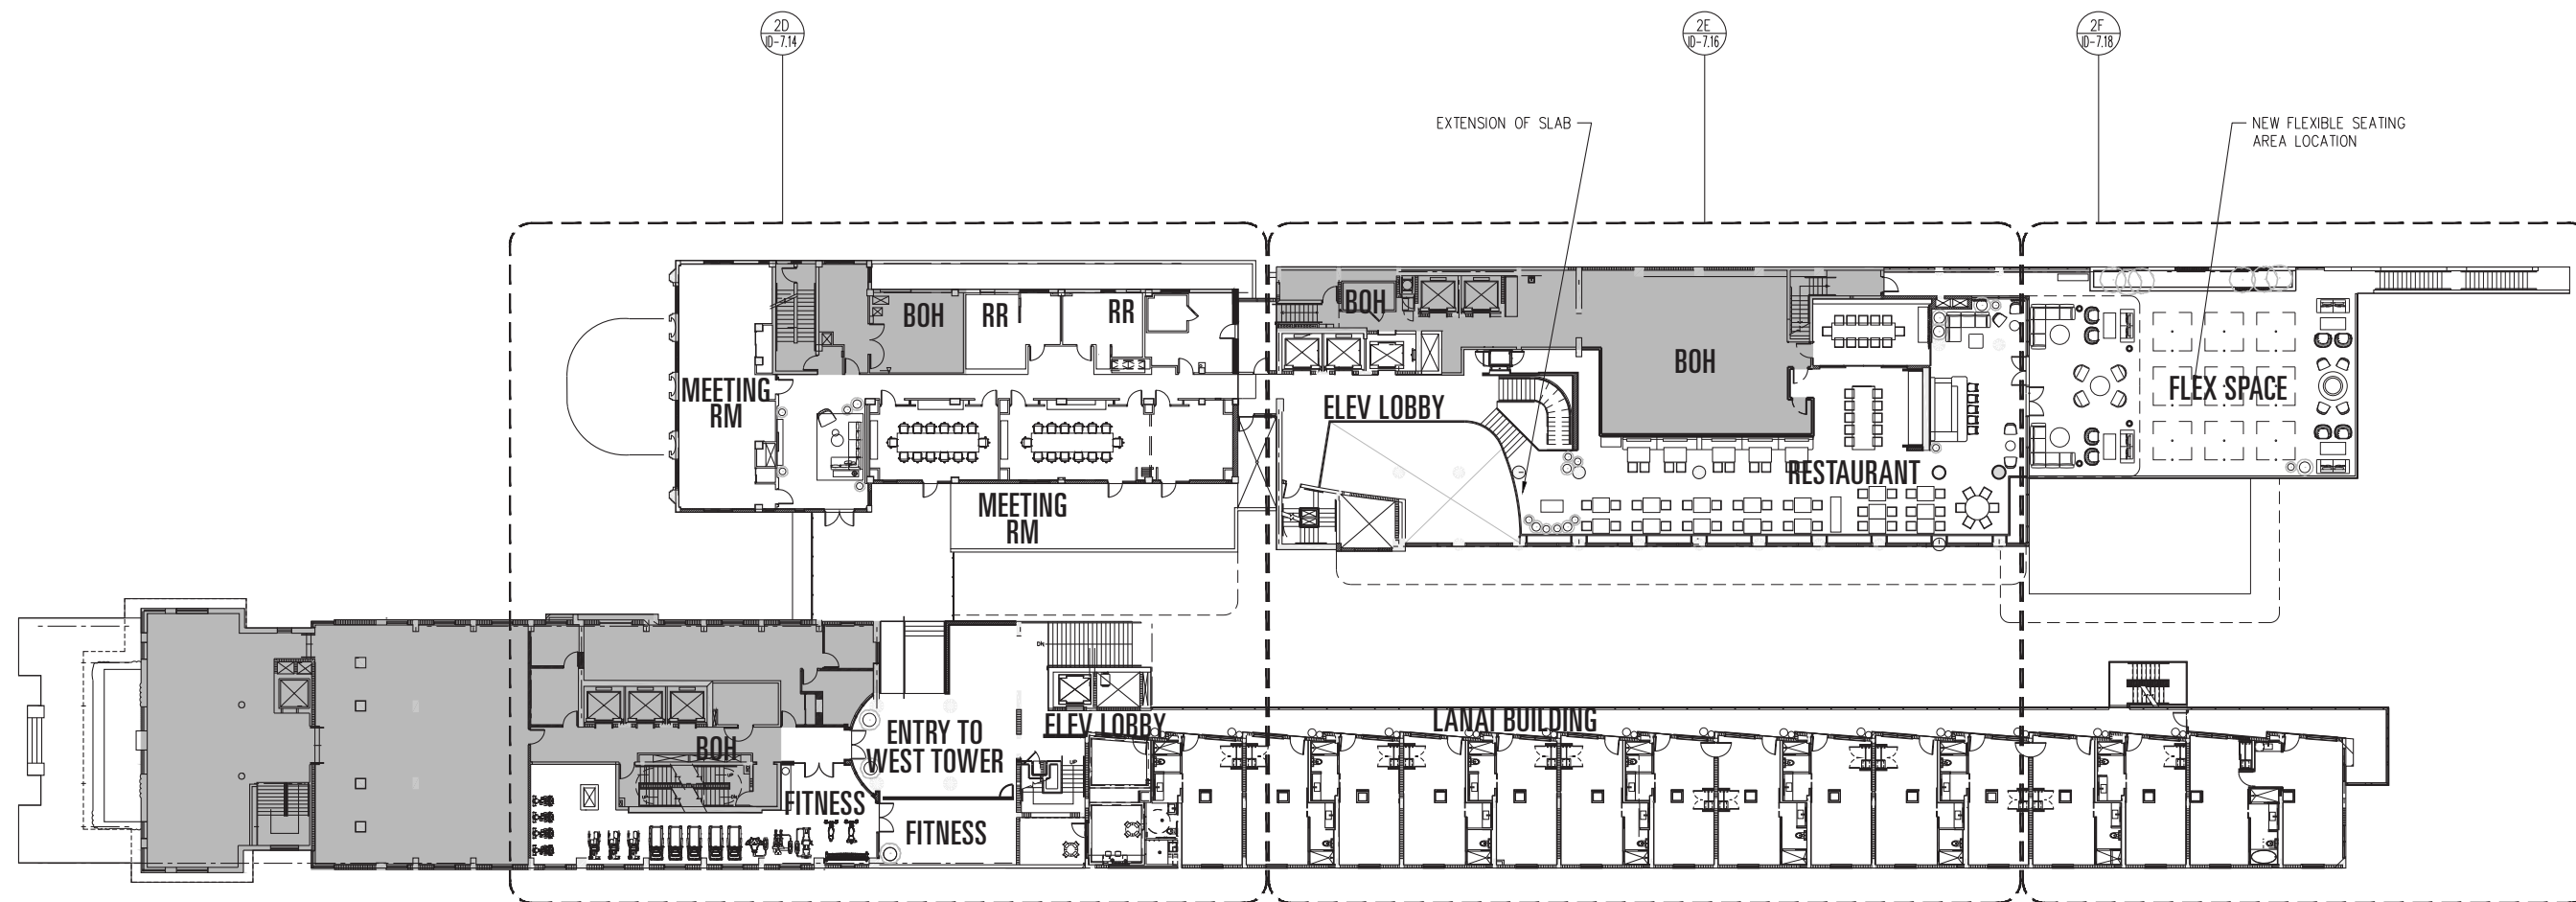 2D
ID-7.14
2E
ID-7.16
2F
ID-7.18
EXTENSION OF SLAB
NEW FLEXIBLE SEATING
AREA LOCATION
BOH
RR
RR
BOH
MEETING
RM
BOH
ELEV LOBBY
FLEX SPACE
RESTAURANT
MEETING
RM
DN
ENTRY TO
WEST TOWER
ELEV LOBBY
LANAI BUILDING
BOH
UP
FITNESS
FITNESS